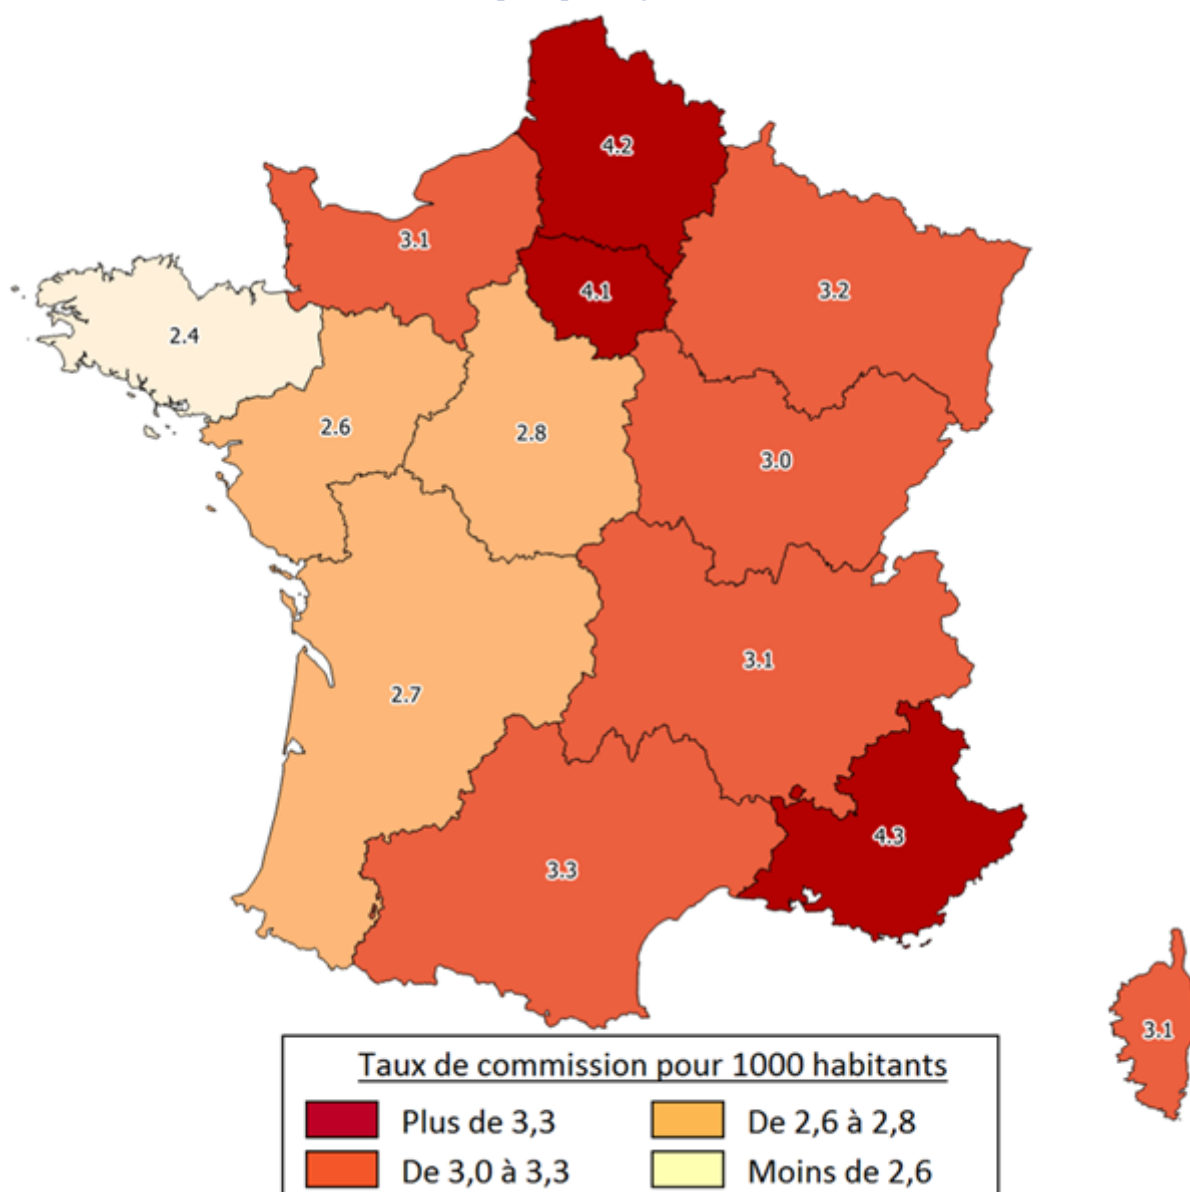 4.2
3.1
4.1
3.2
2.4
2.6
2.8
3.0
3.1
2.7
4.3
3.3
3.1
Taux de commission pour 1000 habitants
Plus de 3,3
De 2,6 à 2,8
De 3,0 à 3,3
Moins de 2,6